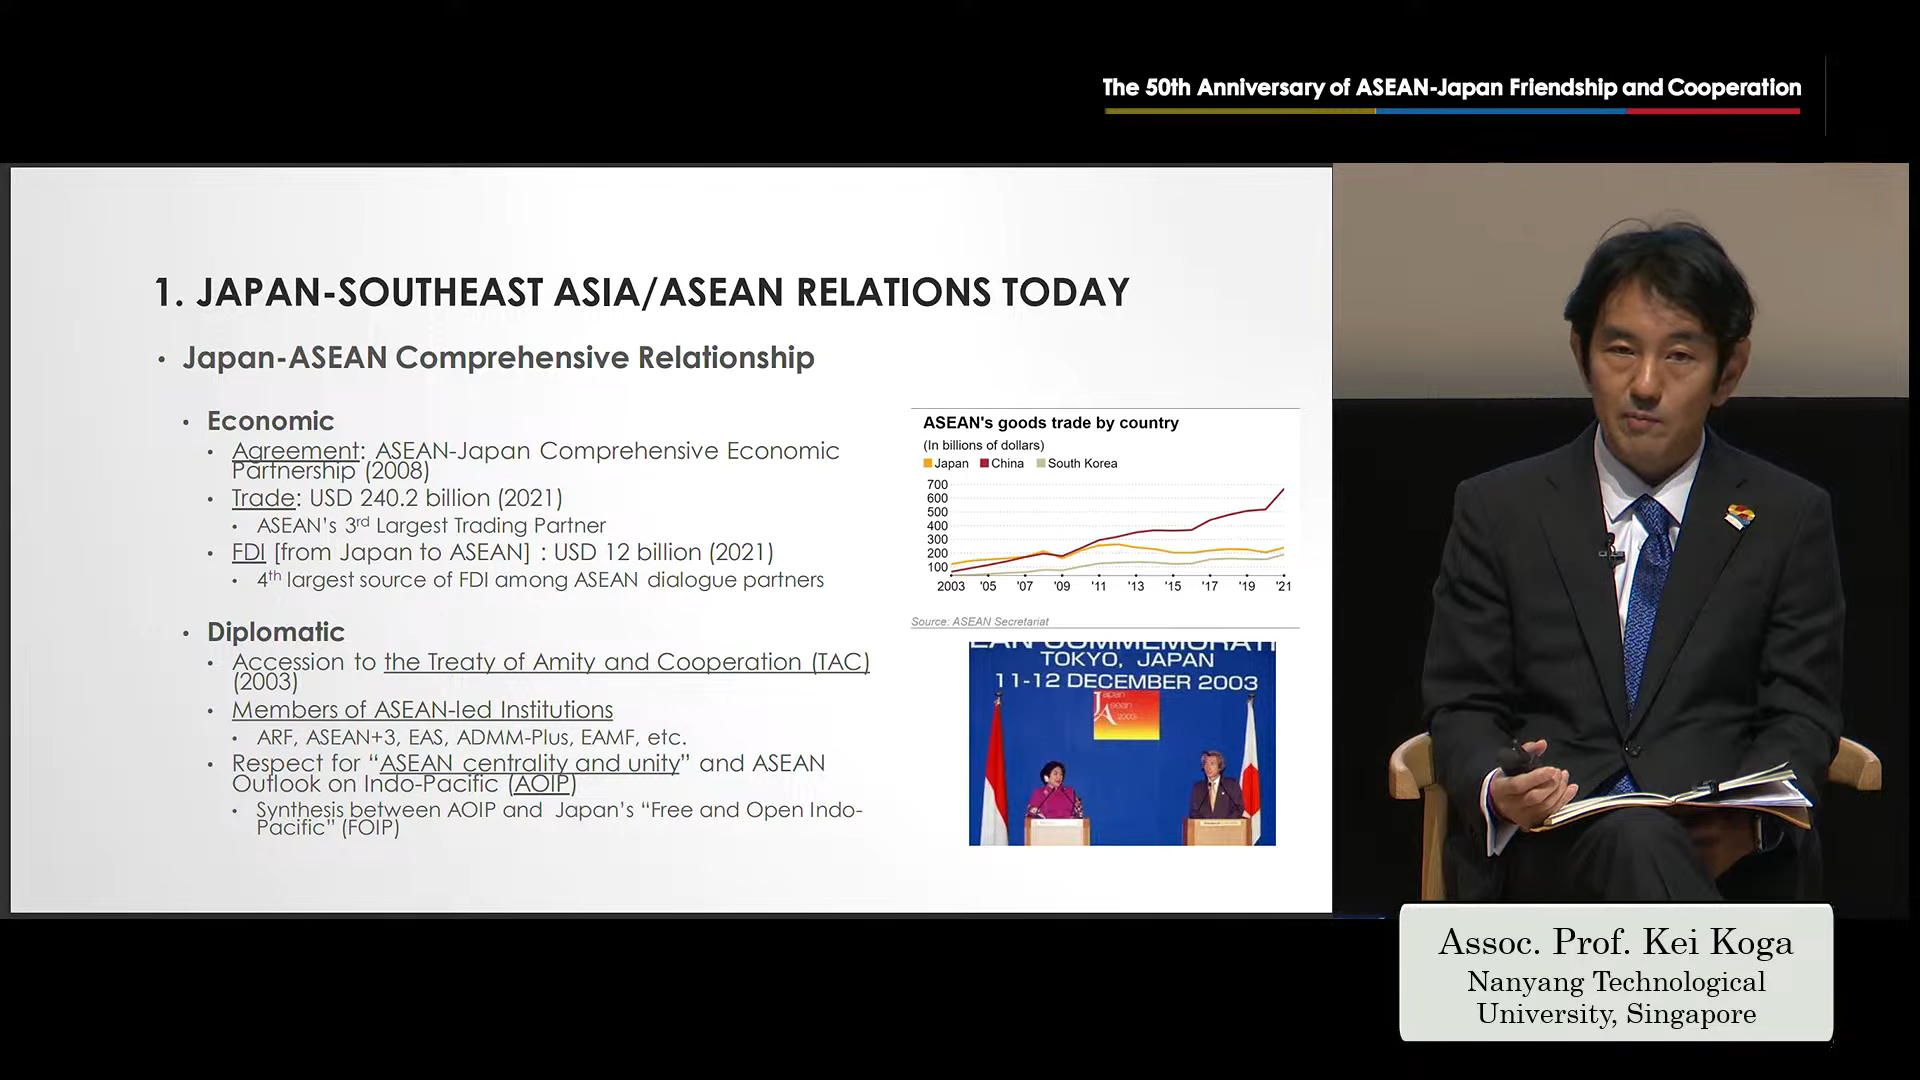 The 50th Anniversary of ASEAN-Japan Friendship and Cooperation
1. JAPAN-SOUTHEAST ASIA/ASEAN RELATIONS TODAY
• Japan-ASEAN Comprehensive Relationship
• Economic
• Agreement: ASEAN-Japan Comprehensive Economic
Partnership (2008)
• Trade: USD 240.2 billion (2021)
• ASEAN's 3rd Largest Trading Partner
• FDI [from Japan to ASEAN] : USD 12 billion (2021)
• 4th largest source of FDI among ASEAN dialogue partners
• Diplomatic
• Accession to the Treaty of Amity and Cooperation (TAC)
(2003)
• Members of ASEAN-led Institutions
• ARF, ASEAN+3, EAS, ADMM-Plus, EAMF, etc.
• Respect for “ASEAN centrality and unity” and ASEAN
Outlook on Indo-Pacific (AOIP)
• Synthesis between AOIP and Japan's “Free and Open Indo-
Pacific” (FOIP)
ASEAN's goods trade by country
(In billions of dollars)
Japan China South Korea
700
600
500
400
300
200
100
2003 '05 '07 '09 '11 '13 '15 '17 '19 '21
Source: ASEAN Secretariat
TOKYO, JAPAN
11-12 DECEMBER 2003
Japan
JA
asean
2003
Assoc. Prof. Kei Koga
Nanyang Technological
University, Singapore